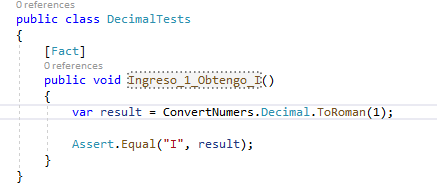 0 references
public class DecimalTests
{
[Fact]
0 references
public void Ingreso_1_Obtengo_I()
{
var result = ConvertNumers.Decimal.ToRoman(1);
Assert.Equal("I", result);
}
}